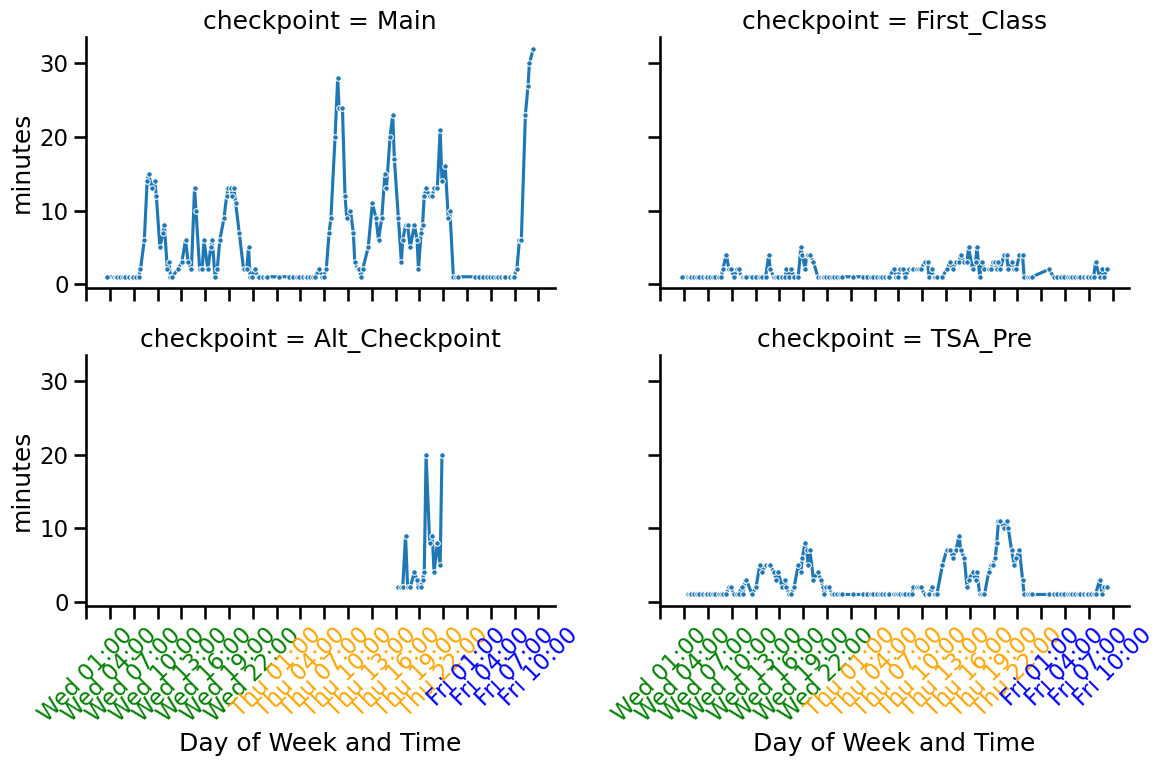 checkpoint = Main
checkpoint = First_Class
30
20
10
0
minutes
checkpoint = Alt_Checkpoint
checkpoint = TSA_Pre
30
20
10
0
minutes
Wed 01:00
Wed 04:00
Wed 07:00
Wed 10:00
Wed 13:00
Wed 16:00
Wed 19:00
Wed 22:00
Thu 01:00
Thu 04:00
Thu 07:00
Thu 10:00
Thu 13:00
Thu 16:00
Thu 19:00
Thu 22:00
Fri 01:00
Fri 04:00
Fri 07:00
Fri 10:00
Wed 01:00
Wed 04:00
Wed 07:00
Wed 10:00
Wed 13:00
Wed 16:00
Wed 19:00
Wed 22:00
Thu 01:00
Thu 04:00
Thu 07:00
Thu 10:00
Thu 13:00
Thu 16:00
Thu 19:00
Thu 22:00
Fri 01:00
Fri 04:00
Fri 07:00
Fri 10:00
Day of Week and Time
Day of Week and Time